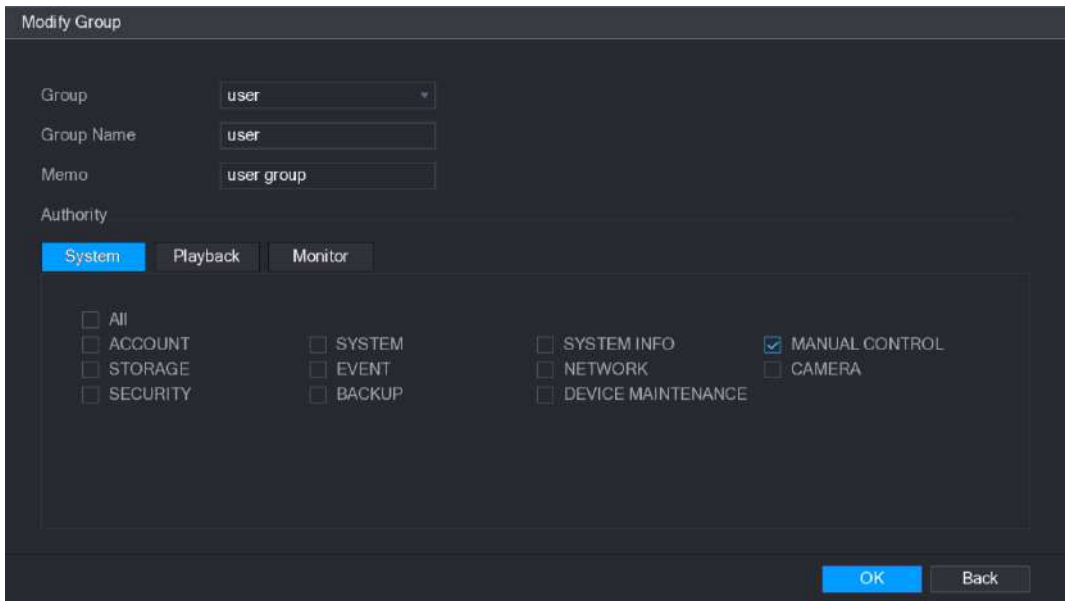 Modify Group
Group user
Group Name user
Memo user group
Authority
System Playback Monitor
All
ACCOUNT SYSTEM SYSTEM INFO MANUAL CONTROL
STORAGE EVENT NETWORK CAMERA
SECURITY BACKUP DEVICE MAINTENANCE
OK Back